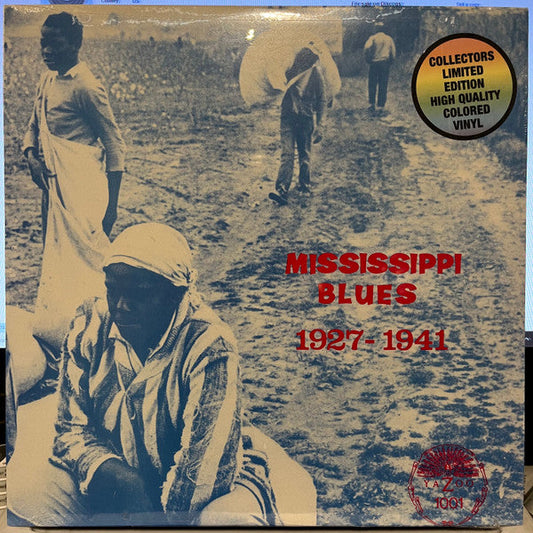 COLLECTORS
LIMITED
EDITION
HIGH QUALITY
COLORED
VINYL
MISSISSIPPI
BLUES
1927-1941
YAZOO
1001